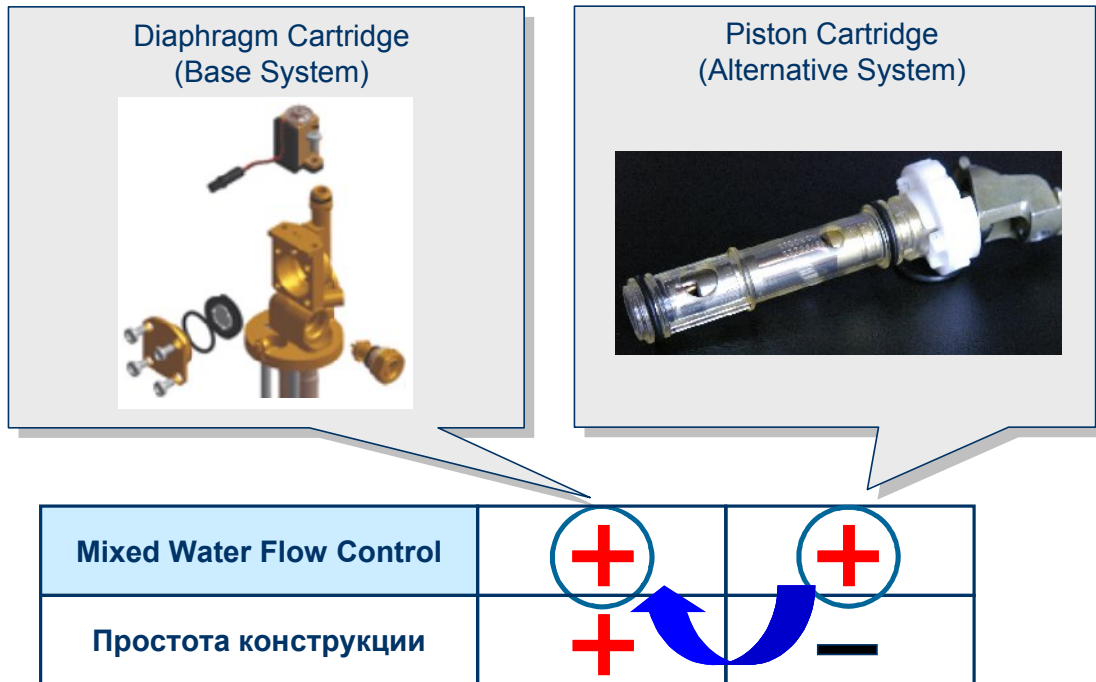 Diaphragm Cartridge
(Base System)
Piston Cartridge
(Alternative System)
Mixed Water Flow Control
+ +
Простота конструкции
+ –